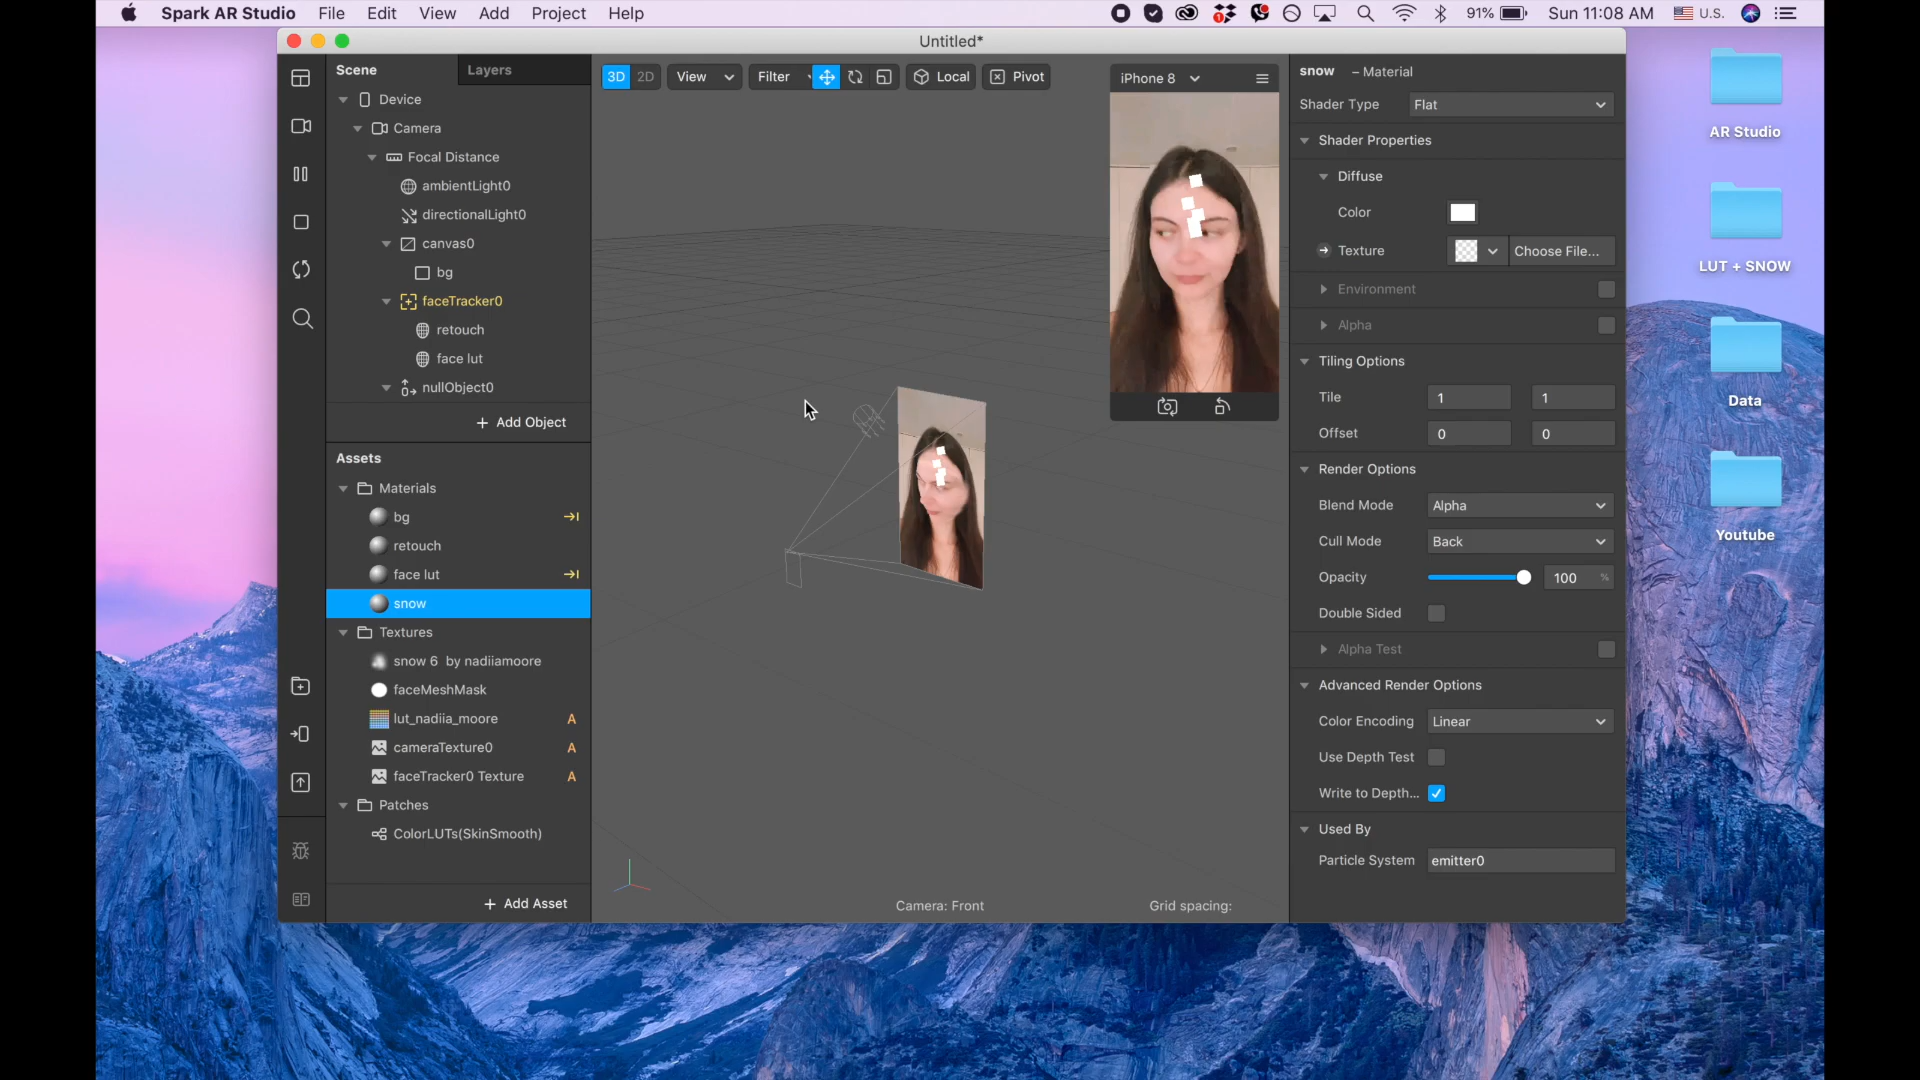 Spark AR Studio File Edit View Add Project Help
91% Sun 11:08 AM U.S.
Untitled*
Scene
Layers
Device
Camera
Focal Distance
ambientLight0
directionalLight0
canvas0
bg
faceTracker0
retouch
face lut
nullObject0
+ Add Object
Assets
Materials
bg
retouch
face lut
snow
Textures
snow 6 by nadiiamoore
faceMeshMask
lut_nadiia_moore A
cameraTexture0 A
faceTracker0 Texture A
Patches
ColorLUTs(SkinSmooth)
+ Add Asset
3D 2D View Filter Local Pivot
iPhone 8
Camera: Front
Grid spacing:
snow – Material
Shader Type Flat
Shader Properties
Diffuse
Color
Texture Choose File...
Environment
Alpha
Tiling Options
Tile 1 1
Offset 0 0
Render Options
Blend Mode Alpha
Cull Mode Back
Opacity 100 %
Double Sided
Alpha Test
Advanced Render Options
Color Encoding Linear
Use Depth Test
Write to Depth...
Used By
Particle System emitter0
AR Studio
LUT + SNOW
Data
Youtube